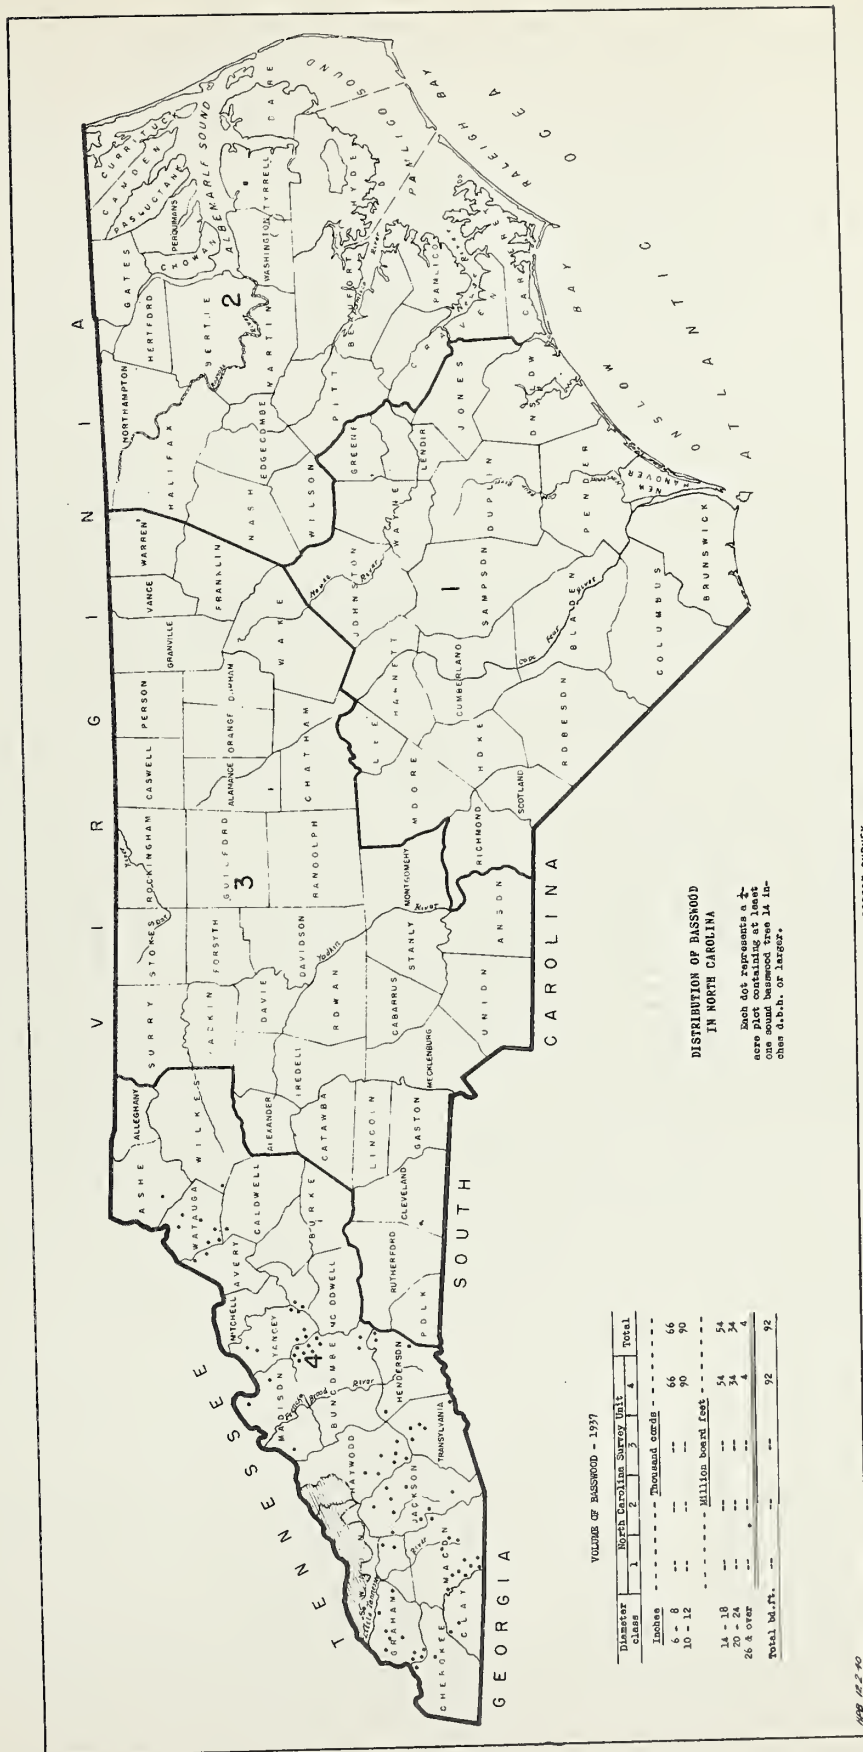 VIRGINIA
TENNESSEE
GEORGIA
SOUTH
CAROLINA
ATLANTIC
OCEAN
ONSLOW BAY
RALEIGH BAY
PAMLICO SOUND
ALBEMARLE SOUND
CURRITUCK
CAMDEN
PASQUOTANK
PERQUIMANS
CHOWAN
GATES
HERTFORD
NORTHAMPTON
BERTIE
2
WASHINGTON
TYRRELL
DARE
HYDE
MARTIN
BEAUFORT
PITT
PAMLICO
CRAVEN
CARTERET
HALIFAX
EDGECOMBE
NASH
WILSON
WARREN
VANCE
FRANKLIN
GRANVILLE
WAKE
PERSON
DURHAM
ORANGE
CASWELL
ALAMANCE
CHATHAM
ROCKINGHAM
GUILFORD
3
RANDOLPH
STOKES
FORSYTH
DAVIDSON
SURRY
YADKIN
DAVIE
ROWAN
IREDELL
MONTGOMERY
STANLY
CABARRUS
MECKLENBURG
UNION
ANSON
ALEXANDER
CATAWBA
LINCOLN
GASTON
CLEVELAND
RUTHERFORD
POLK
GREENE
LENOIR
JONES
ONSLOW
JOHNSTON
WAYNE
DUPLIN
PENDER
NEW HANOVER
1
SAMPSON
HARNETT
LEE
CUMBERLAND
BLADEN
BRUNSWICK
COLUMBUS
MOORE
HOKE
ROBESON
SCOTLAND
RICHMOND
Neuse River
Cape Fear River
Yadkin River
ALLEGHANY
ASHE
WILKES
WATAUGA
CALDWELL
AVERY
BURKE
MITCHELL
YANCEY
MCDOWELL
MADISON
BUNCOMBE
4
HENDERSON
HAYWOOD
TRANSYLVANIA
JACKSON
SWAIN
MACON
GRAHAM
CLAY
CHEROKEE
DISTRIBUTION OF BASSWOOD
IN NORTH CAROLINA
Each dot represents a ¼-
acre plot containing at least
one sound basswood tree 14 in-
ches d.b.h. or larger.
VOLUME OF BASSWOOD - 1937
Diameter class North Carolina Survey Unit Total
1 2 3 4
Inches - - - - - - - Thousand cords - - - - - - -
6 - 8 -- -- -- 66 66
10 - 12 -- -- -- 90 90
- - - - - - - Million board feet - - - - - - -
14 - 18 -- -- -- 54 54
20 - 24 -- -- -- 34 34
26 & over -- -- -- 4 4
Total bd.ft. -- -- -- 92 92